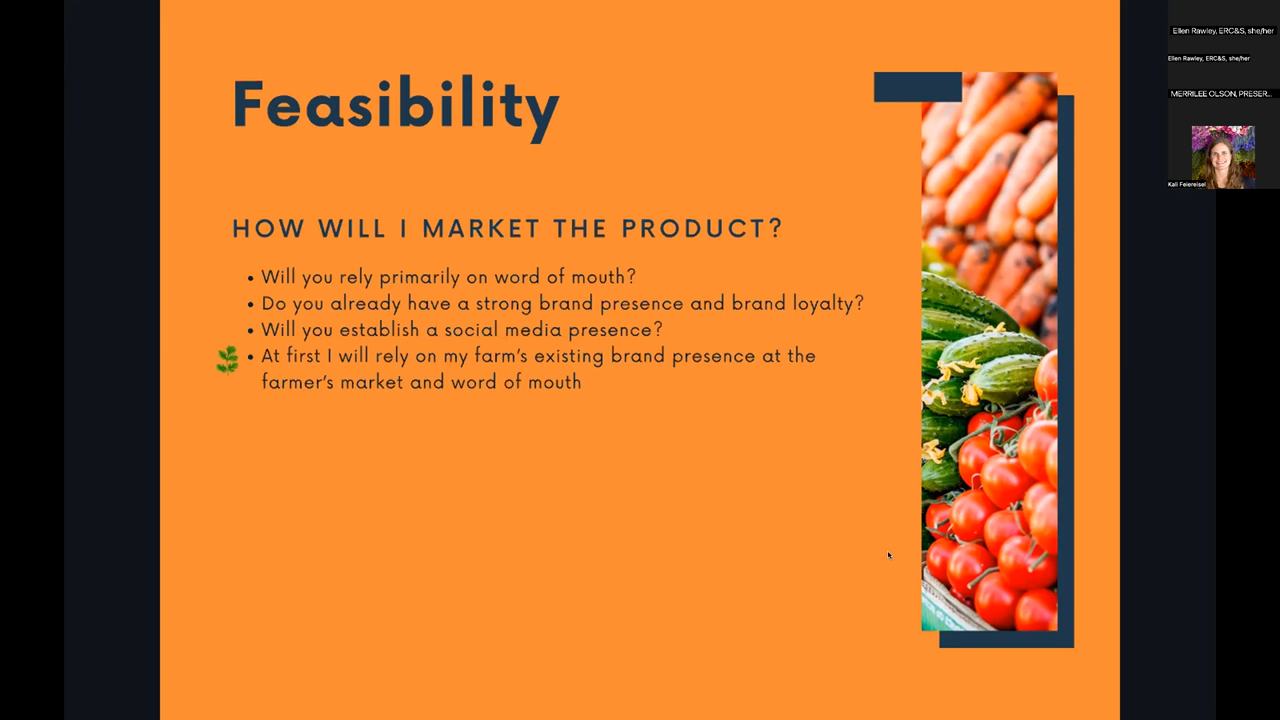 Feasibility
HOW WILL I MARKET THE PRODUCT?
• Will you rely primarily on word of mouth?
• Do you already have a strong brand presence and brand loyalty?
• Will you establish a social media presence?
• At first I will rely on my farm's existing brand presence at the
farmer's market and word of mouth
Ellen Rawley, ERC&S, she/her
Ellen Rawley, ERC&S, she/her
MERRILEE OLSON, PRESER...
Kali Feiereisel